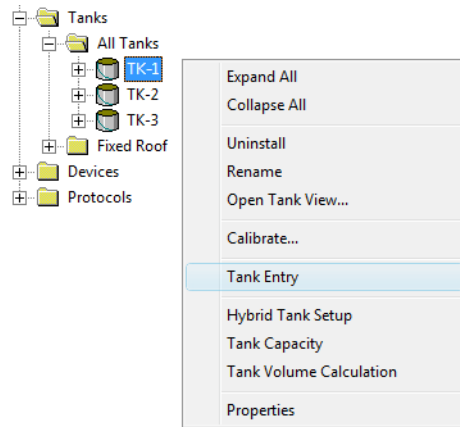 Tanks
All Tanks
TK-1
TK-2
TK-3
Fixed Roof
Devices
Protocols
Expand All
Collapse All
Uninstall
Rename
Open Tank View...
Calibrate...
Tank Entry
Hybrid Tank Setup
Tank Capacity
Tank Volume Calculation
Properties